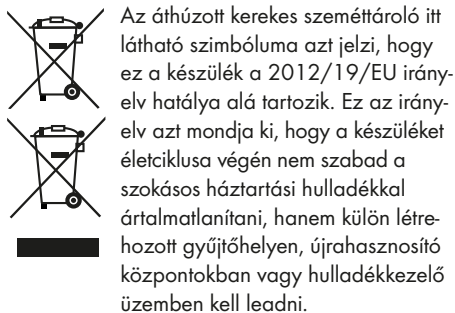 Az áthúzott kerekes szeméttároló itt
látható szimbóluma azt jelzi, hogy
ez a készülék a 2012/19/EU irány-
elv hatálya alá tartozik. Ez az irány-
elv azt mondja ki, hogy a készüléket
életciklusa végén nem szabad a
szokásos háztartási hulladékkal
ártalmatlanítani, hanem külön létre-
hozott gyűjtőhelyen, újrahasznosító
központokban vagy hulladékkezelő
üzemben kell leadni.